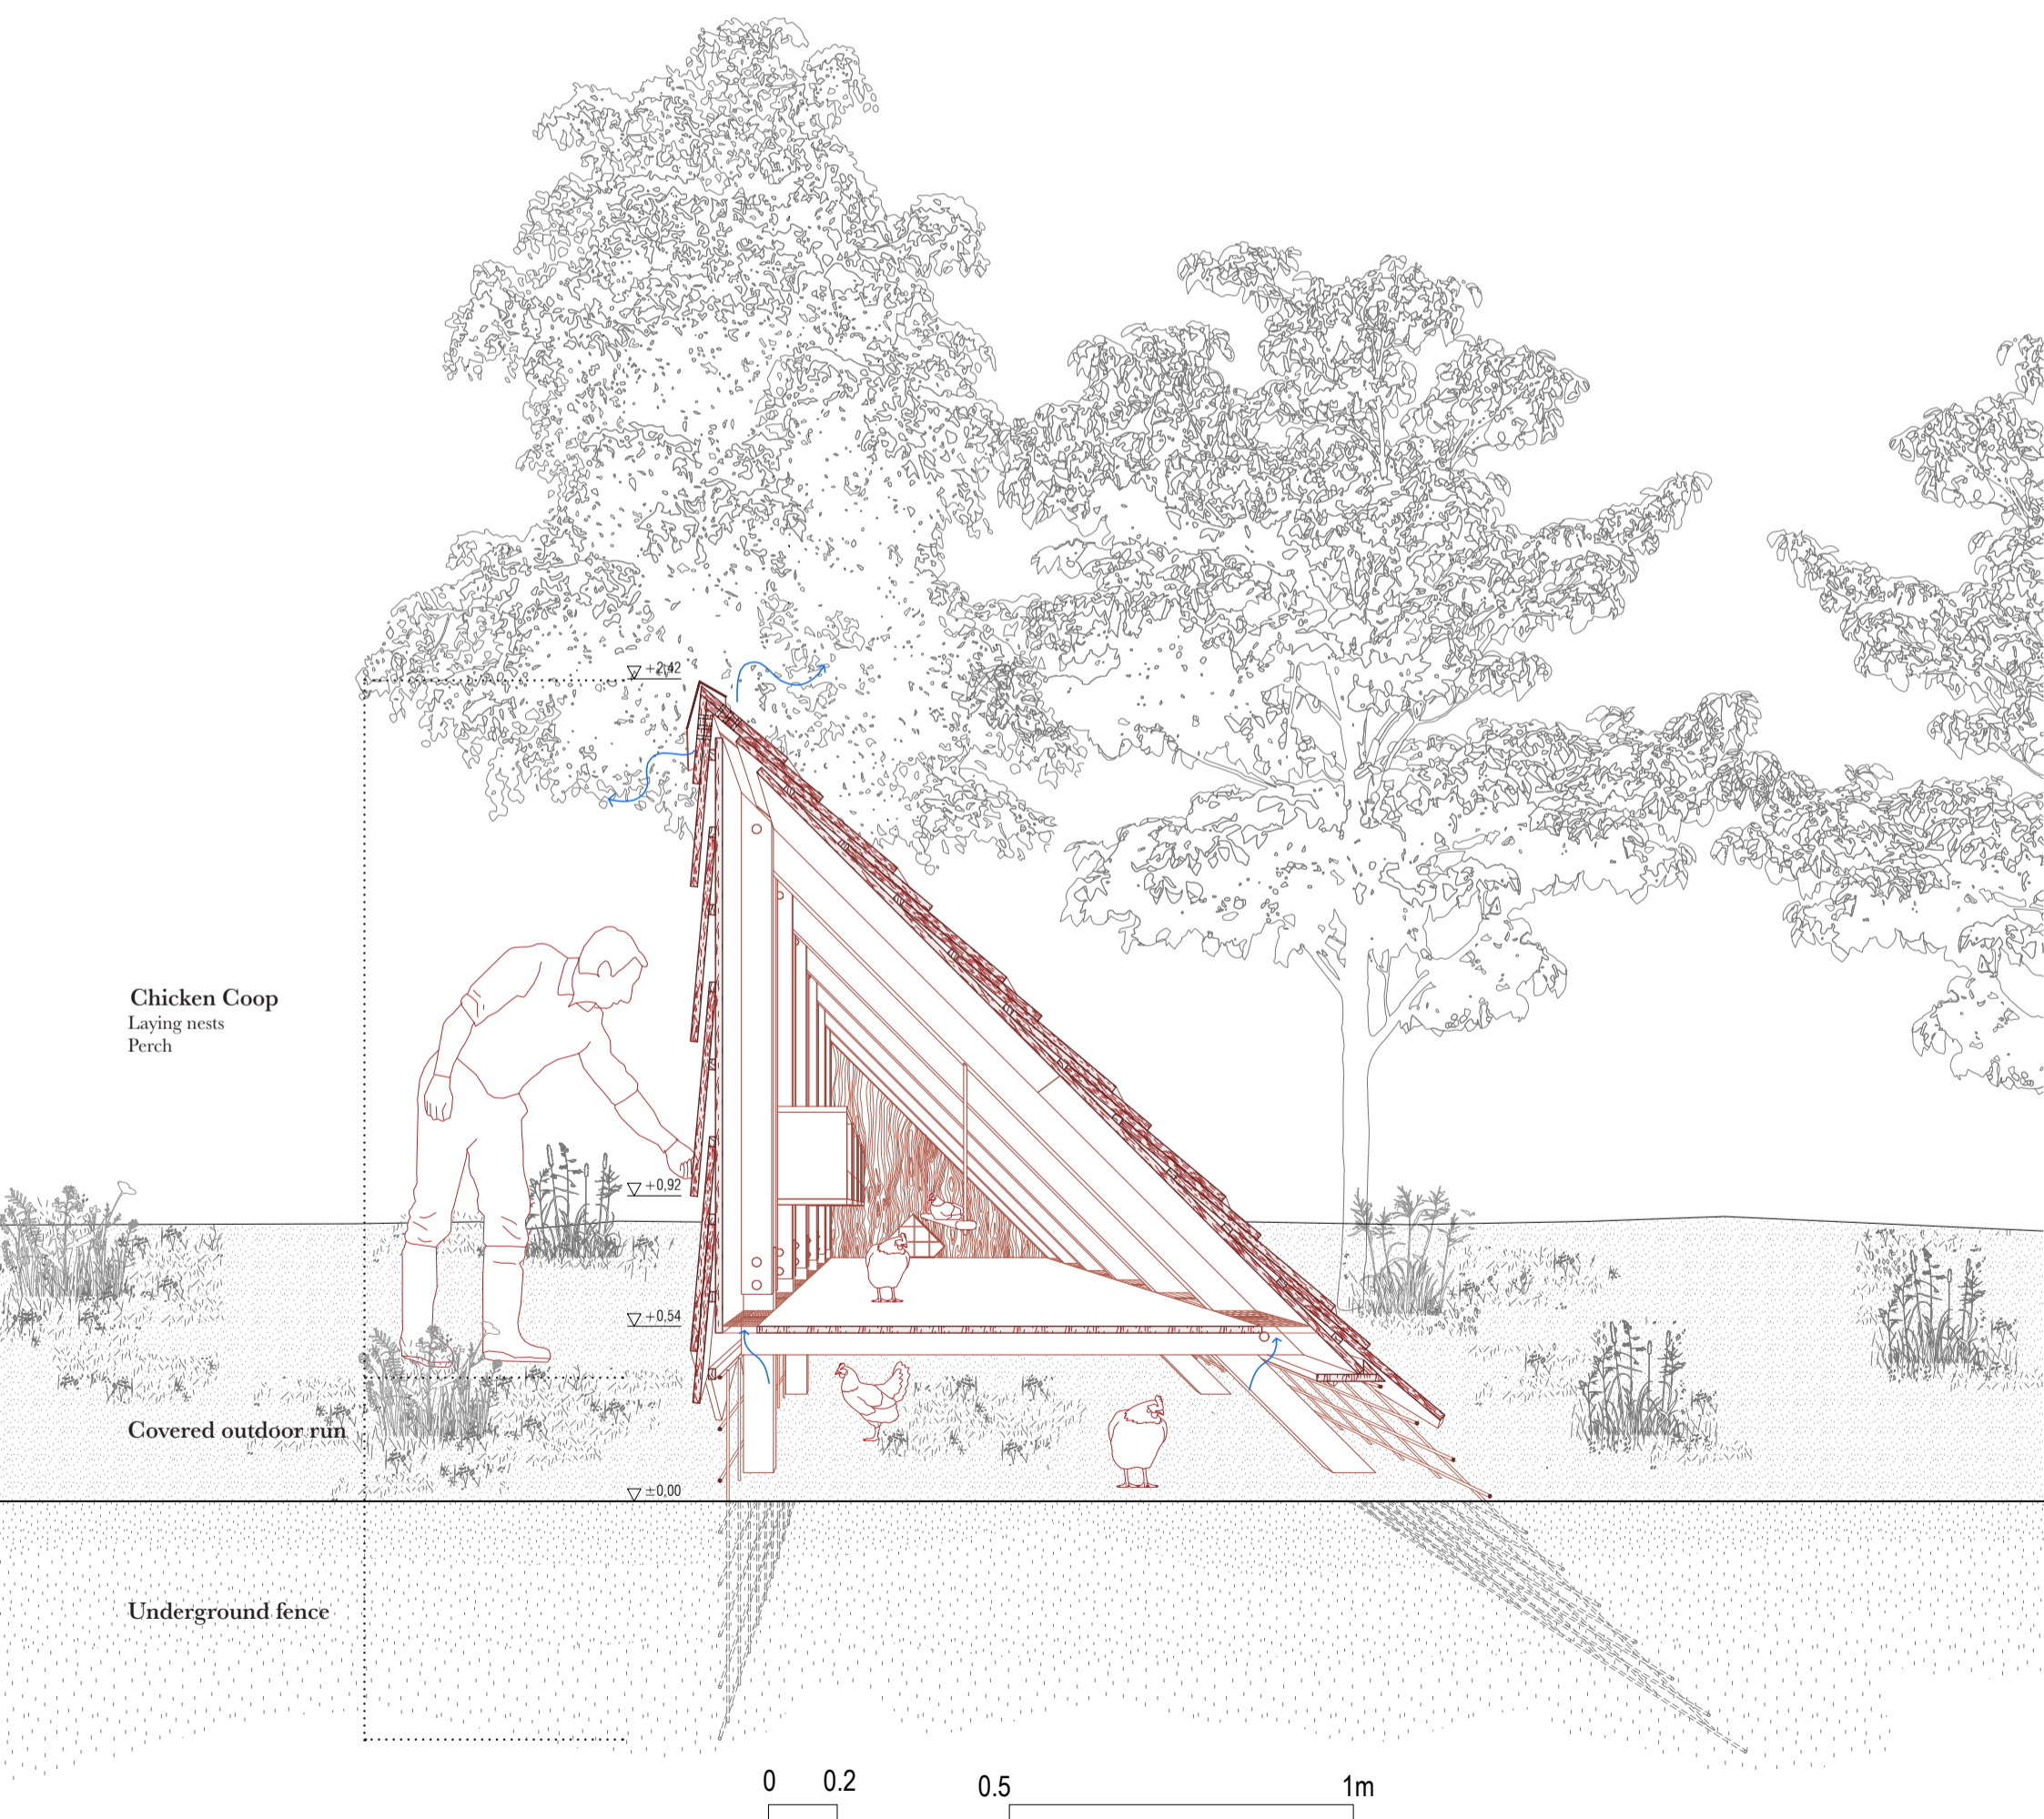 +2,42
Chicken Coop
Laying nests
Perch
+0,92
+0,54
Covered outdoor run
±0,00
Underground fence
0 0.2 0.5 1m